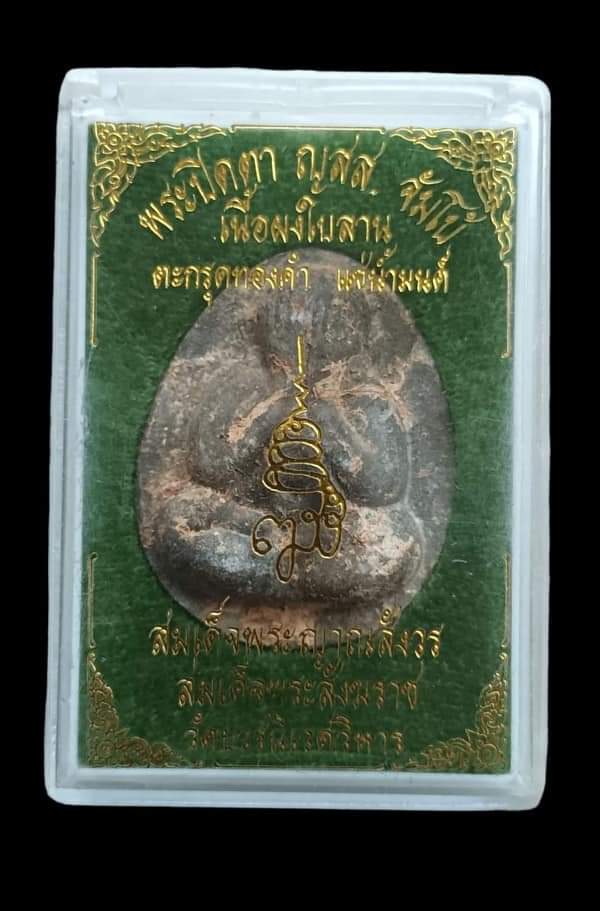 พระปิดตา ญสส. จัมโบ้
เนื้อผงใบลาน
ตะกรุดทองคำ แช่น้ำมนต์
สมเด็จพระญาณสังวร
สมเด็จพระสังฆราช
วัดบวรนิเวศวิหาร